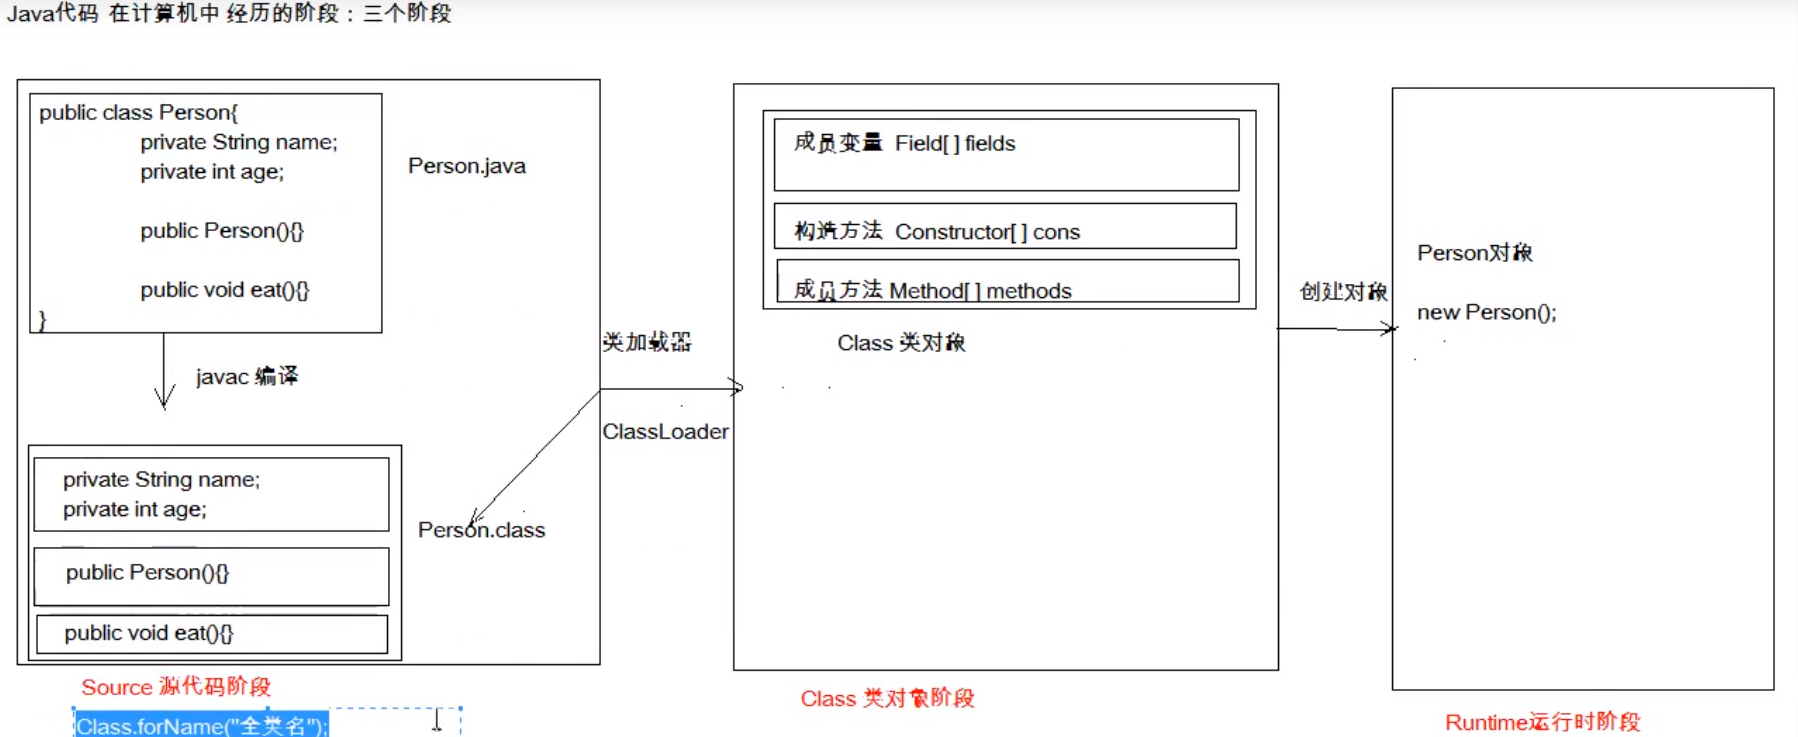 Java代码 在计算机中 经历的阶段：三个阶段
public class Person{
private String name;
private int age;
public Person(){}
public void eat(){}
}
Person.java
javac 编译
private String name;
private int age;
public Person(){}
public void eat(){}
Person.class
Source 源代码阶段
Class.forName("全类名");
类加载器
ClassLoader
成员变量 Field[] fields
构造方法 Constructor[] cons
成员方法 Method[] methods
Class 类对象
Class 类对象阶段
创建对象
Person对象
new Person();
Runtime运行时阶段